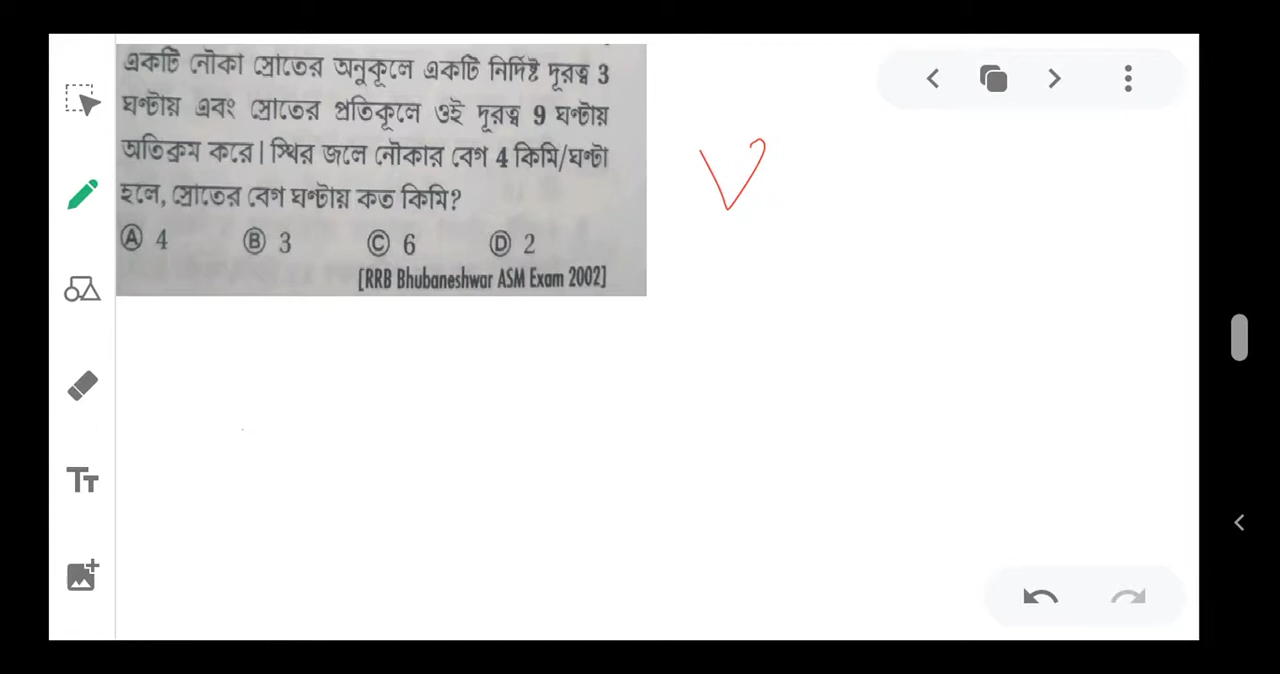 একটি নৌকা স্রোতের অনুকূলে একটি নির্দিষ্ট দূরত্ব 3
ঘণ্টায় এবং স্রোতের প্রতিকূলে ওই দূরত্ব 9 ঘণ্টায়
অতিক্রম করে। স্থির জলে নৌকার বেগ 4 কিমি/ঘণ্টা
হলে, স্রোতের বেগ ঘণ্টায় কত কিমি?
Ⓐ 4 Ⓑ 3 Ⓒ 6 Ⓓ 2
[RRB Bhubaneshwar ASM Exam 2002]
V
TT